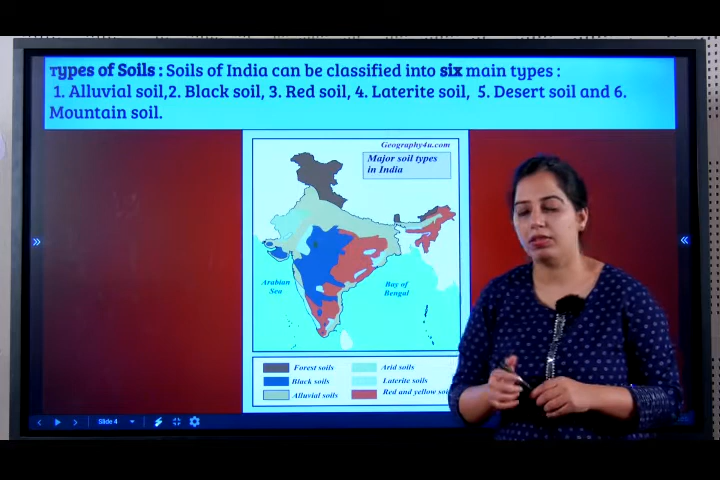 Types of Soils : Soils of India can be classified into six main types :
1. Alluvial soil,2. Black soil, 3. Red soil, 4. Laterite soil, 5. Desert soil and 6.
Mountain soil.
Geography4u.com
Major soil types
in India
Arabian
Sea
Bay of
Bengal
Forest soils
Arid soils
Black soils
Laterite soils
Alluvial soils
Red and yellow soi
Slide 4